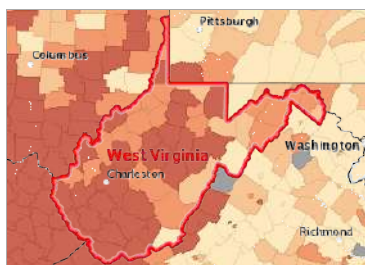 Pittsburgh
Columbus
West Virginia
Charleston
Washington
Richmond